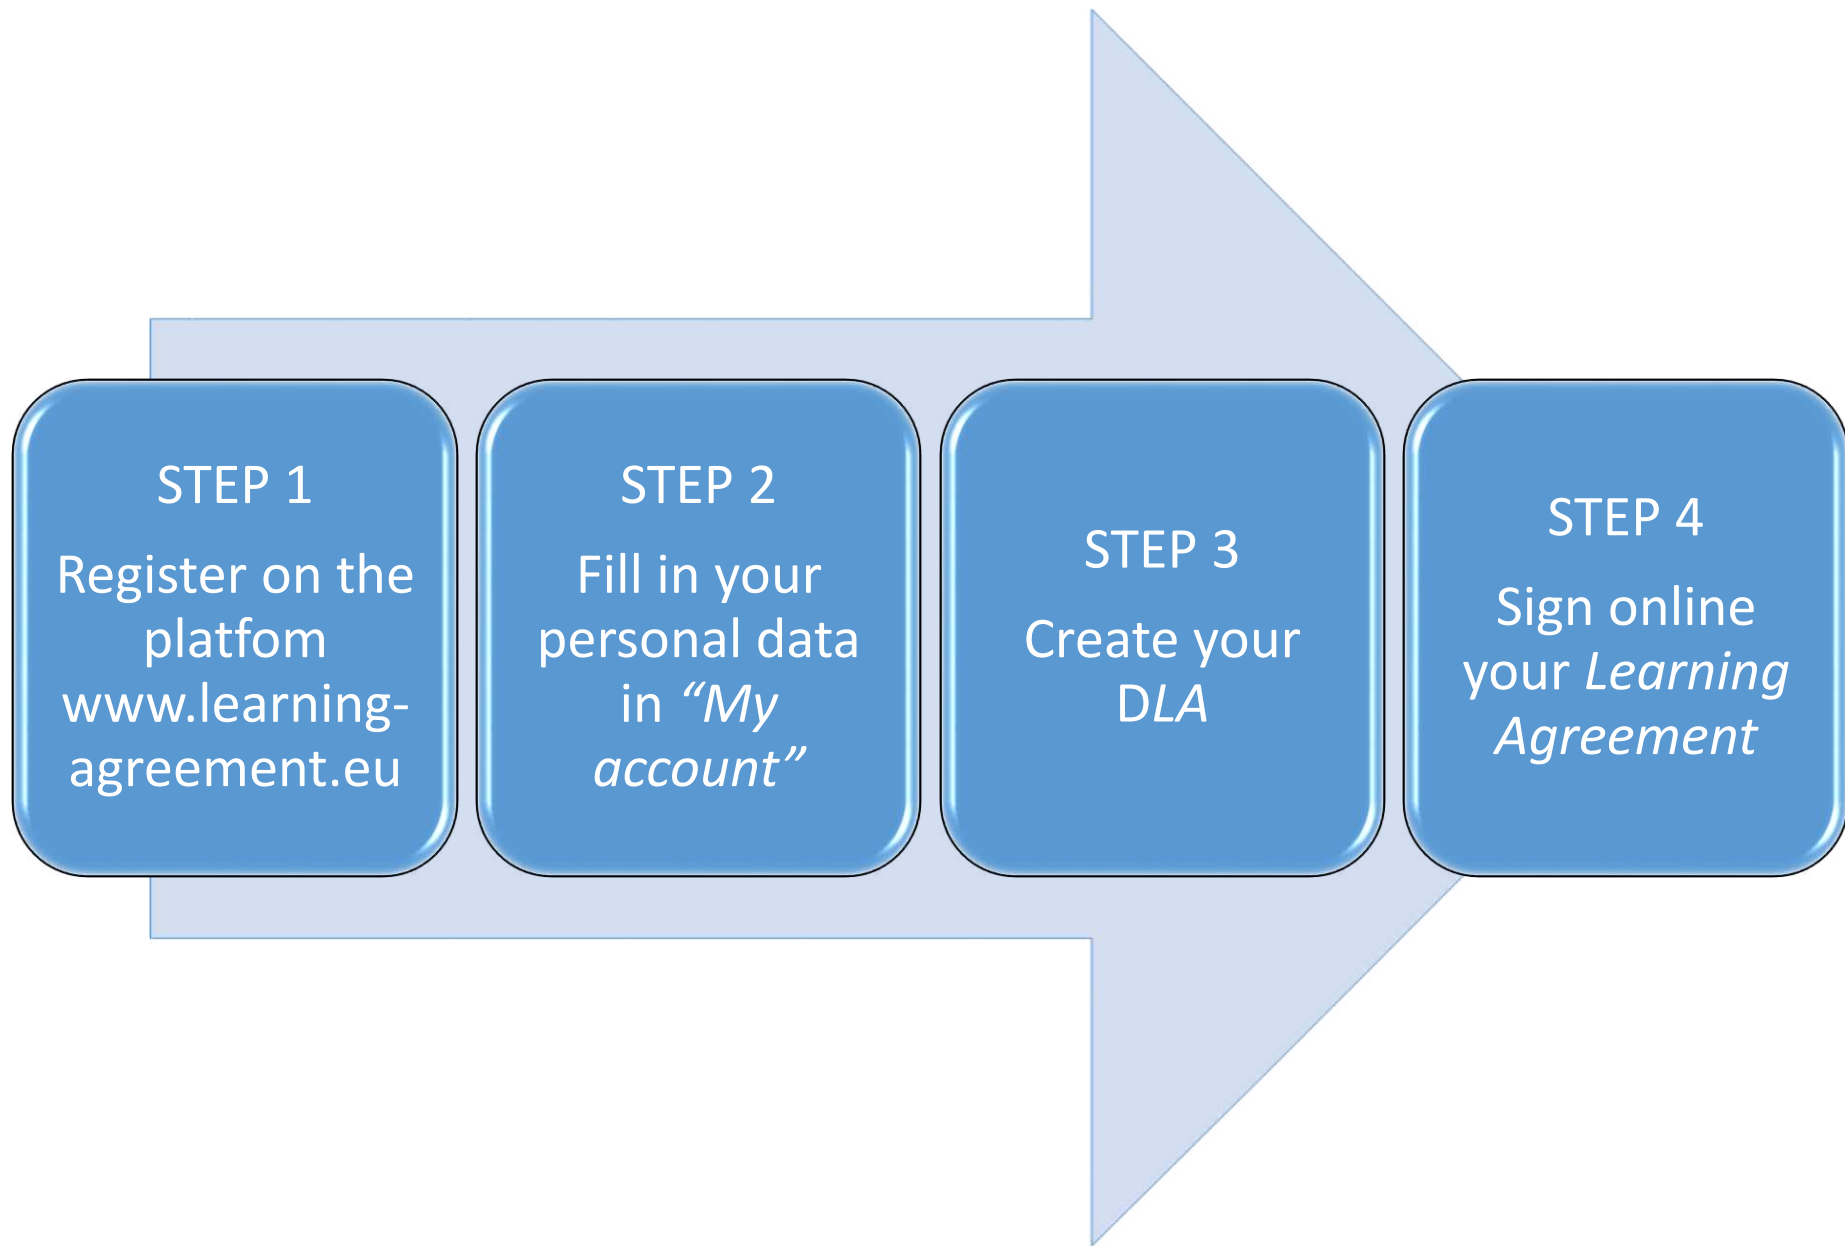 STEP 1
Register on the
platfom
www.learning-
agreement.eu
STEP 2
Fill in your
personal data
in “My
account”
STEP 3
Create your
DLA
STEP 4
Sign online
your Learning
Agreement